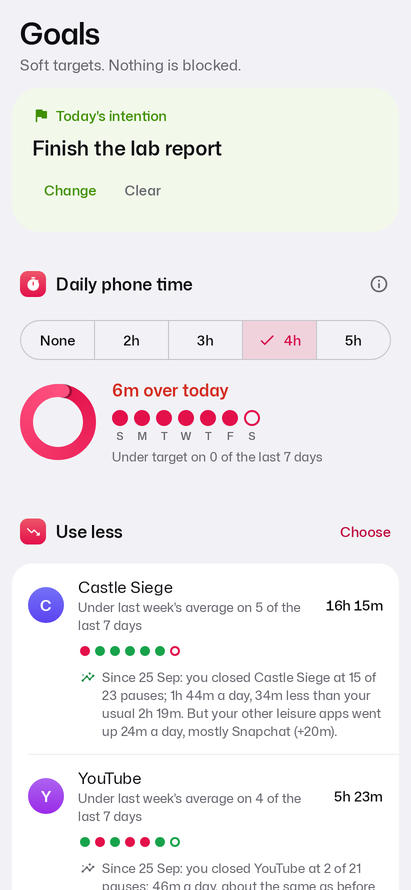 Goals
Soft targets. Nothing is blocked.
Today's intention
Finish the lab report
Change Clear
Daily phone time
None 2h 3h 4h 5h
6m over today
S M T W T F S
Under target on 0 of the last 7 days
Use less Choose
Castle Siege
C Under last week's average on 5 of the 16h 15m
last 7 days
Since 25 Sep: you closed Castle Siege at 15 of
23 pauses; 1h 44m a day, 34m less than your
usual 2h 19m. But your other leisure apps went
up 24m a day, mostly Snapchat (+20m).
YouTube
Y Under last week's average on 4 of the 5h 23m
last 7 days
Since 25 Sep: you closed YouTube at 2 of 21
pauses; 46m a day, about the same as before